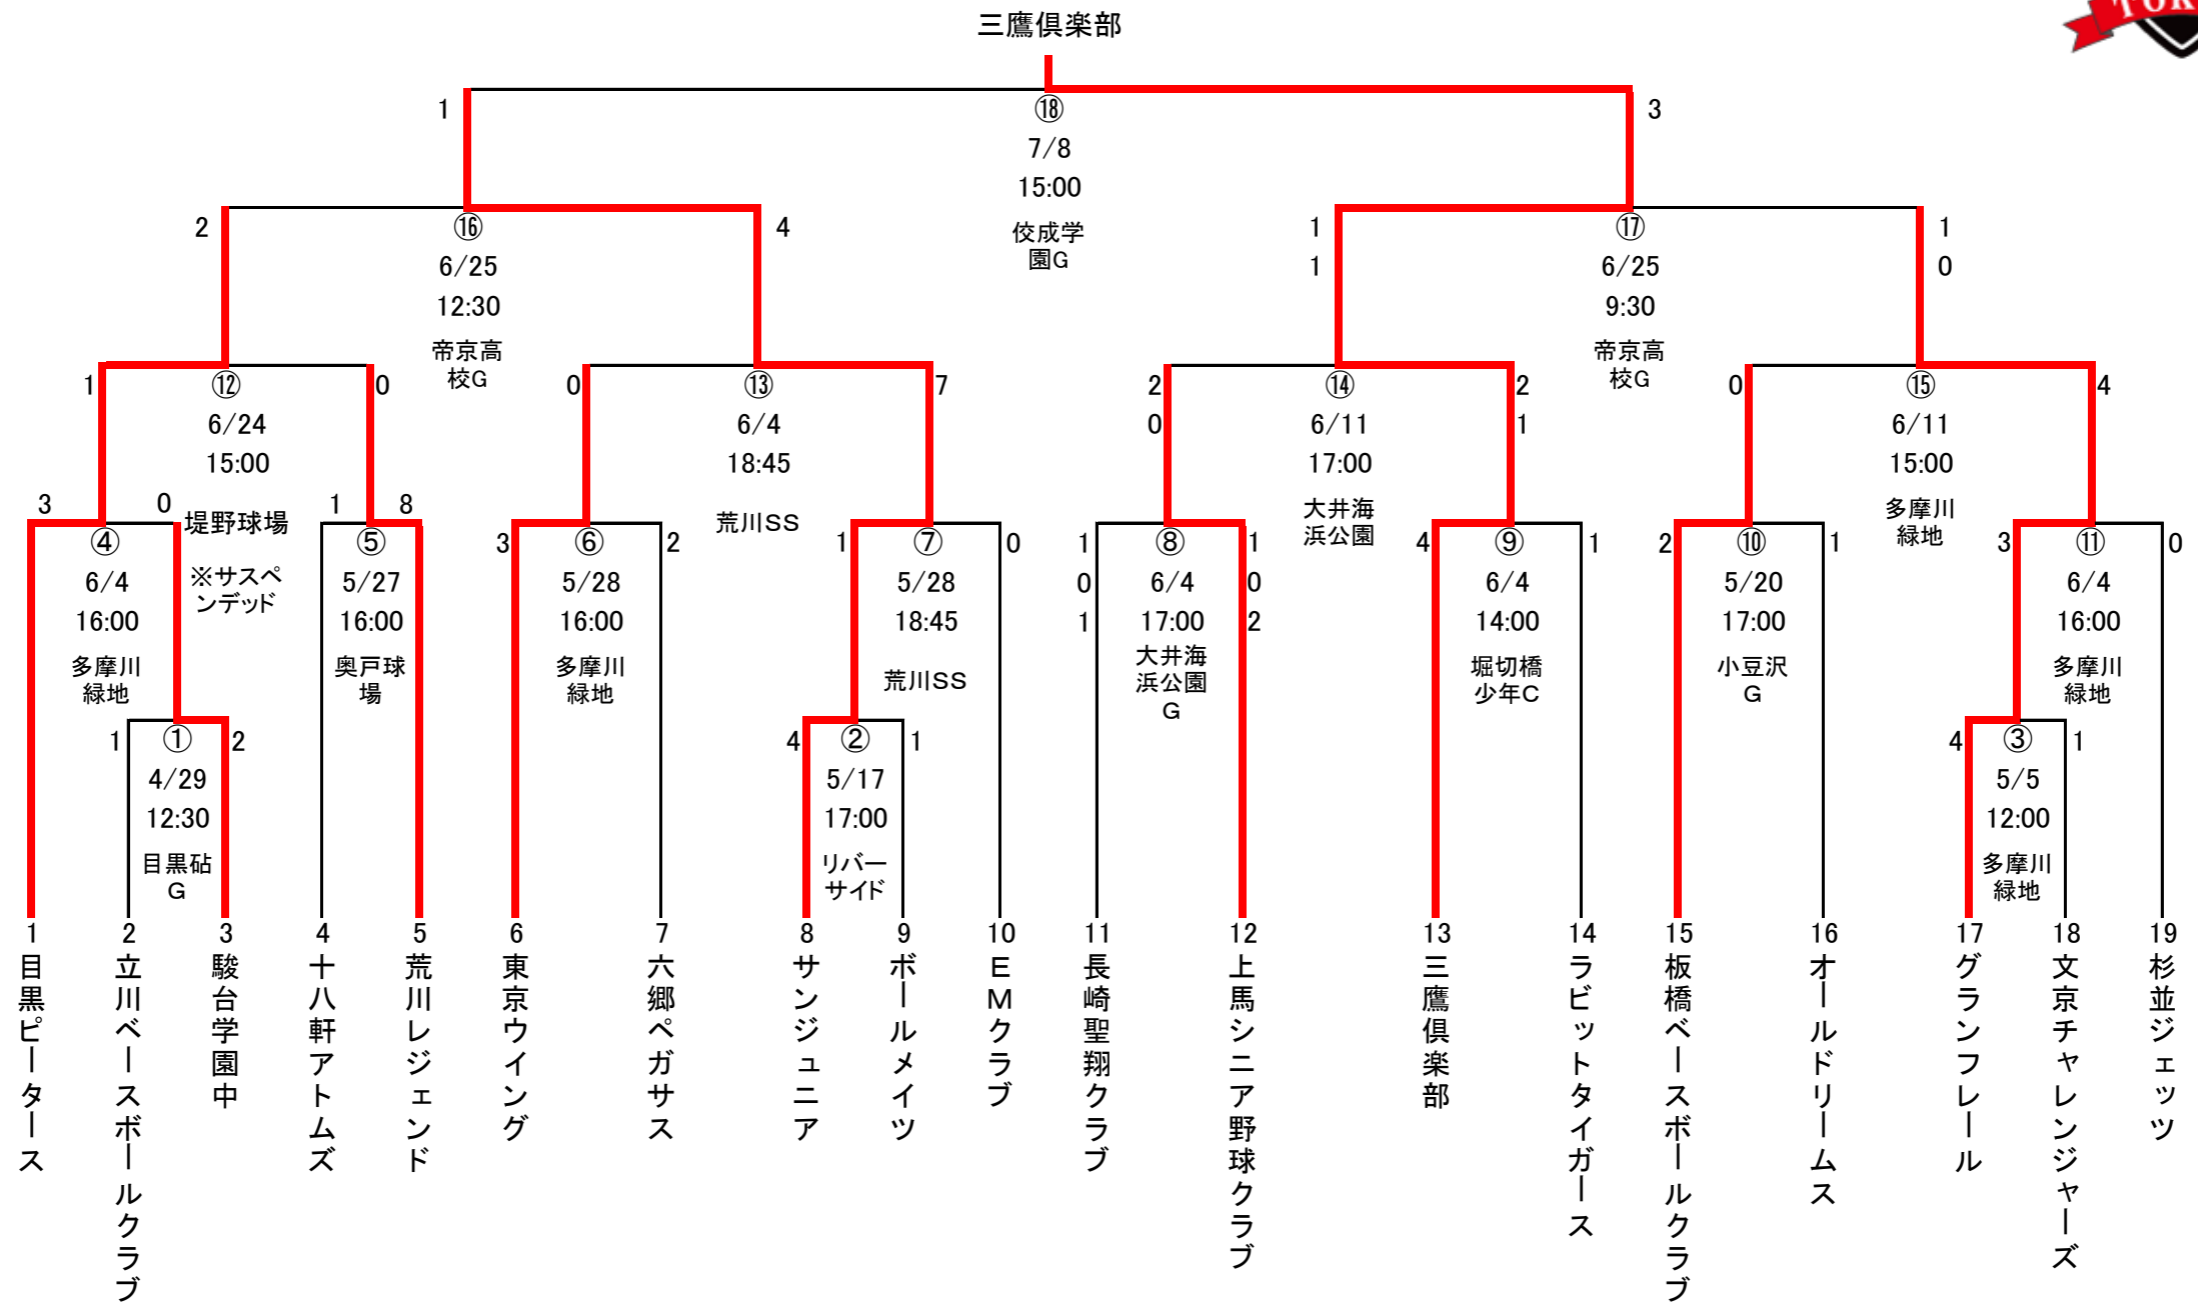 三鷹倶楽部
TOK
1
⑱
3
7/8
15:00
佼成学
園G
2
⑯
4
6/25
12:30
帝京高
校G
1
1
⑰
1
0
6/25
9:30
帝京高
校G
1
⑫
0
6/24
15:00
堤野球場
※サスペ
ンデッド
0
⑬
7
6/4
18:45
荒川SS
2
0
⑭
2
1
6/11
17:00
大井海
浜公園
0
⑮
4
6/11
15:00
多摩川
緑地
3
④
0
6/4
16:00
多摩川
緑地
1
⑤
8
5/27
16:00
奥戸球
場
3
⑥
2
5/28
16:00
多摩川
緑地
1
⑦
0
5/28
18:45
荒川SS
1
0
1
⑧
1
0
2
6/4
17:00
大井海
浜公園
G
4
⑨
1
6/4
14:00
堀切橋
少年C
2
⑩
1
5/20
17:00
小豆沢
G
3
⑪
0
6/4
16:00
多摩川
緑地
1
①
2
4/29
12:30
目黒砧
G
4
②
1
5/17
17:00
リバー
サイド
4
③
1
5/5
12:00
多摩川
緑地
1
目黒ピータース
2
立川ベースボールクラブ
3
駿台学園中
4
十八軒アトムズ
5
荒川レジェンド
6
東京ウイング
7
六郷ペガサス
8
サンジュニア
9
ボールメイツ
10
EMクラブ
11
長崎聖翔クラブ
12
上馬シニア野球クラブ
13
三鷹倶楽部
14
ラビットタイガース
15
板橋ベースボールクラブ
16
オールドリームス
17
グランフレール
18
文京チャレンジャーズ
19
杉並ジェッツ